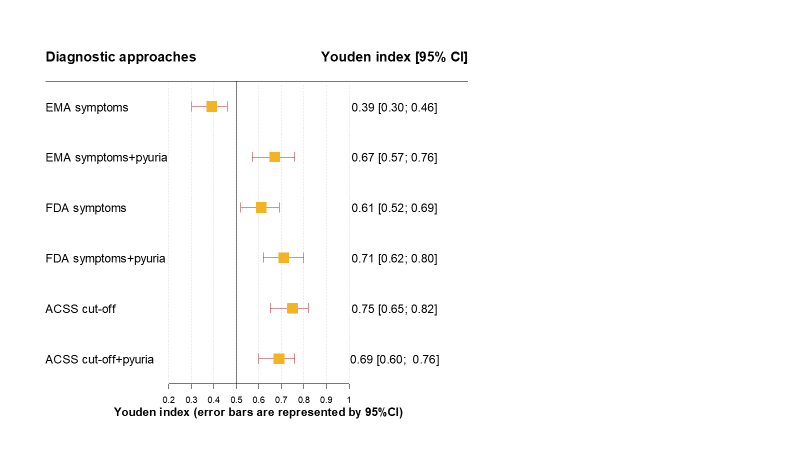 Diagnostic approaches Youden index [95% CI]
EMA symptoms 0.39 [0.30; 0.46]
EMA symptoms+pyuria 0.67 [0.57; 0.76]
FDA symptoms 0.61 [0.52; 0.69]
FDA symptoms+pyuria 0.71 [0.62; 0.80]
ACSS cut-off 0.75 [0.65; 0.82]
ACSS cut-off+pyuria 0.69 [0.60; 0.76]
0.2 0.3 0.4 0.5 0.6 0.7 0.8 0.9 1
Youden index (error bars are represented by 95%CI)